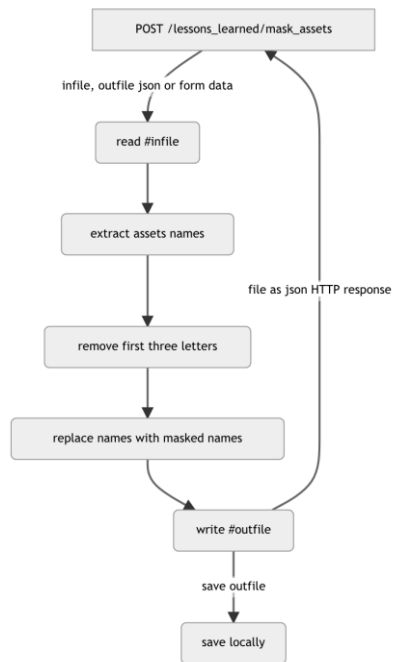 POST /lessons_learned/mask_assets
infile, outfile json or form data
read #infile
extract assets names
file as json HTTP response
remove first three letters
replace names with masked names
write #outfile
save outfile
save locally